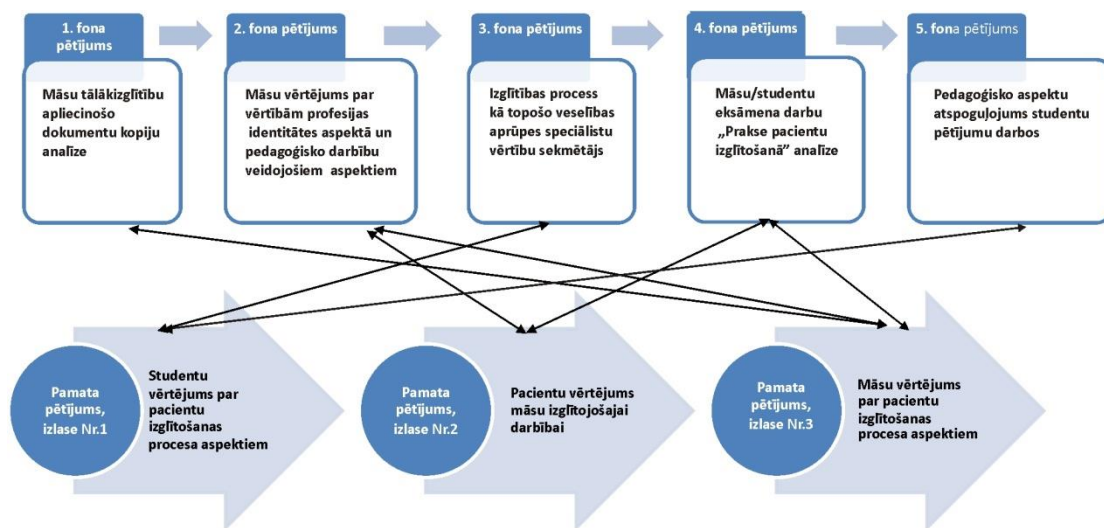 1. fona
pētījums
2. fona pētījums
3. fona pētījums
4. fona pētījums
5. fona pētījums
Māsu tālākizglītību
apliecinošo
dokumentu kopiju
analīze
Māsu vērtējums par
vērtībām profesijas
identitātes aspektā un
pedagoģisko darbību
veidojošiem aspektiem
Izglītības process
kā topošo veselības
aprūpes speciālistu
vērtību sekmētājs
Māsu/studentu
eksāmena darbu
„Prakse pacientu
izglītošanā” analīze
Pedagoģisko aspektu
atspoguļojums studentu
pētījumu darbos
Pamata
pētījums,
izlase Nr.1
Studentu
vērtējums par
pacientu
izglītošanas
procesa aspektiem
Pamata
pētījums,
izlase Nr.2
Pacientu vērtējums
māsu izglītojošajai
darbībai
Pamata
pētījums,
izlase Nr.3
Māsu vērtējums
par pacientu
izglītošanas
procesa aspektiem